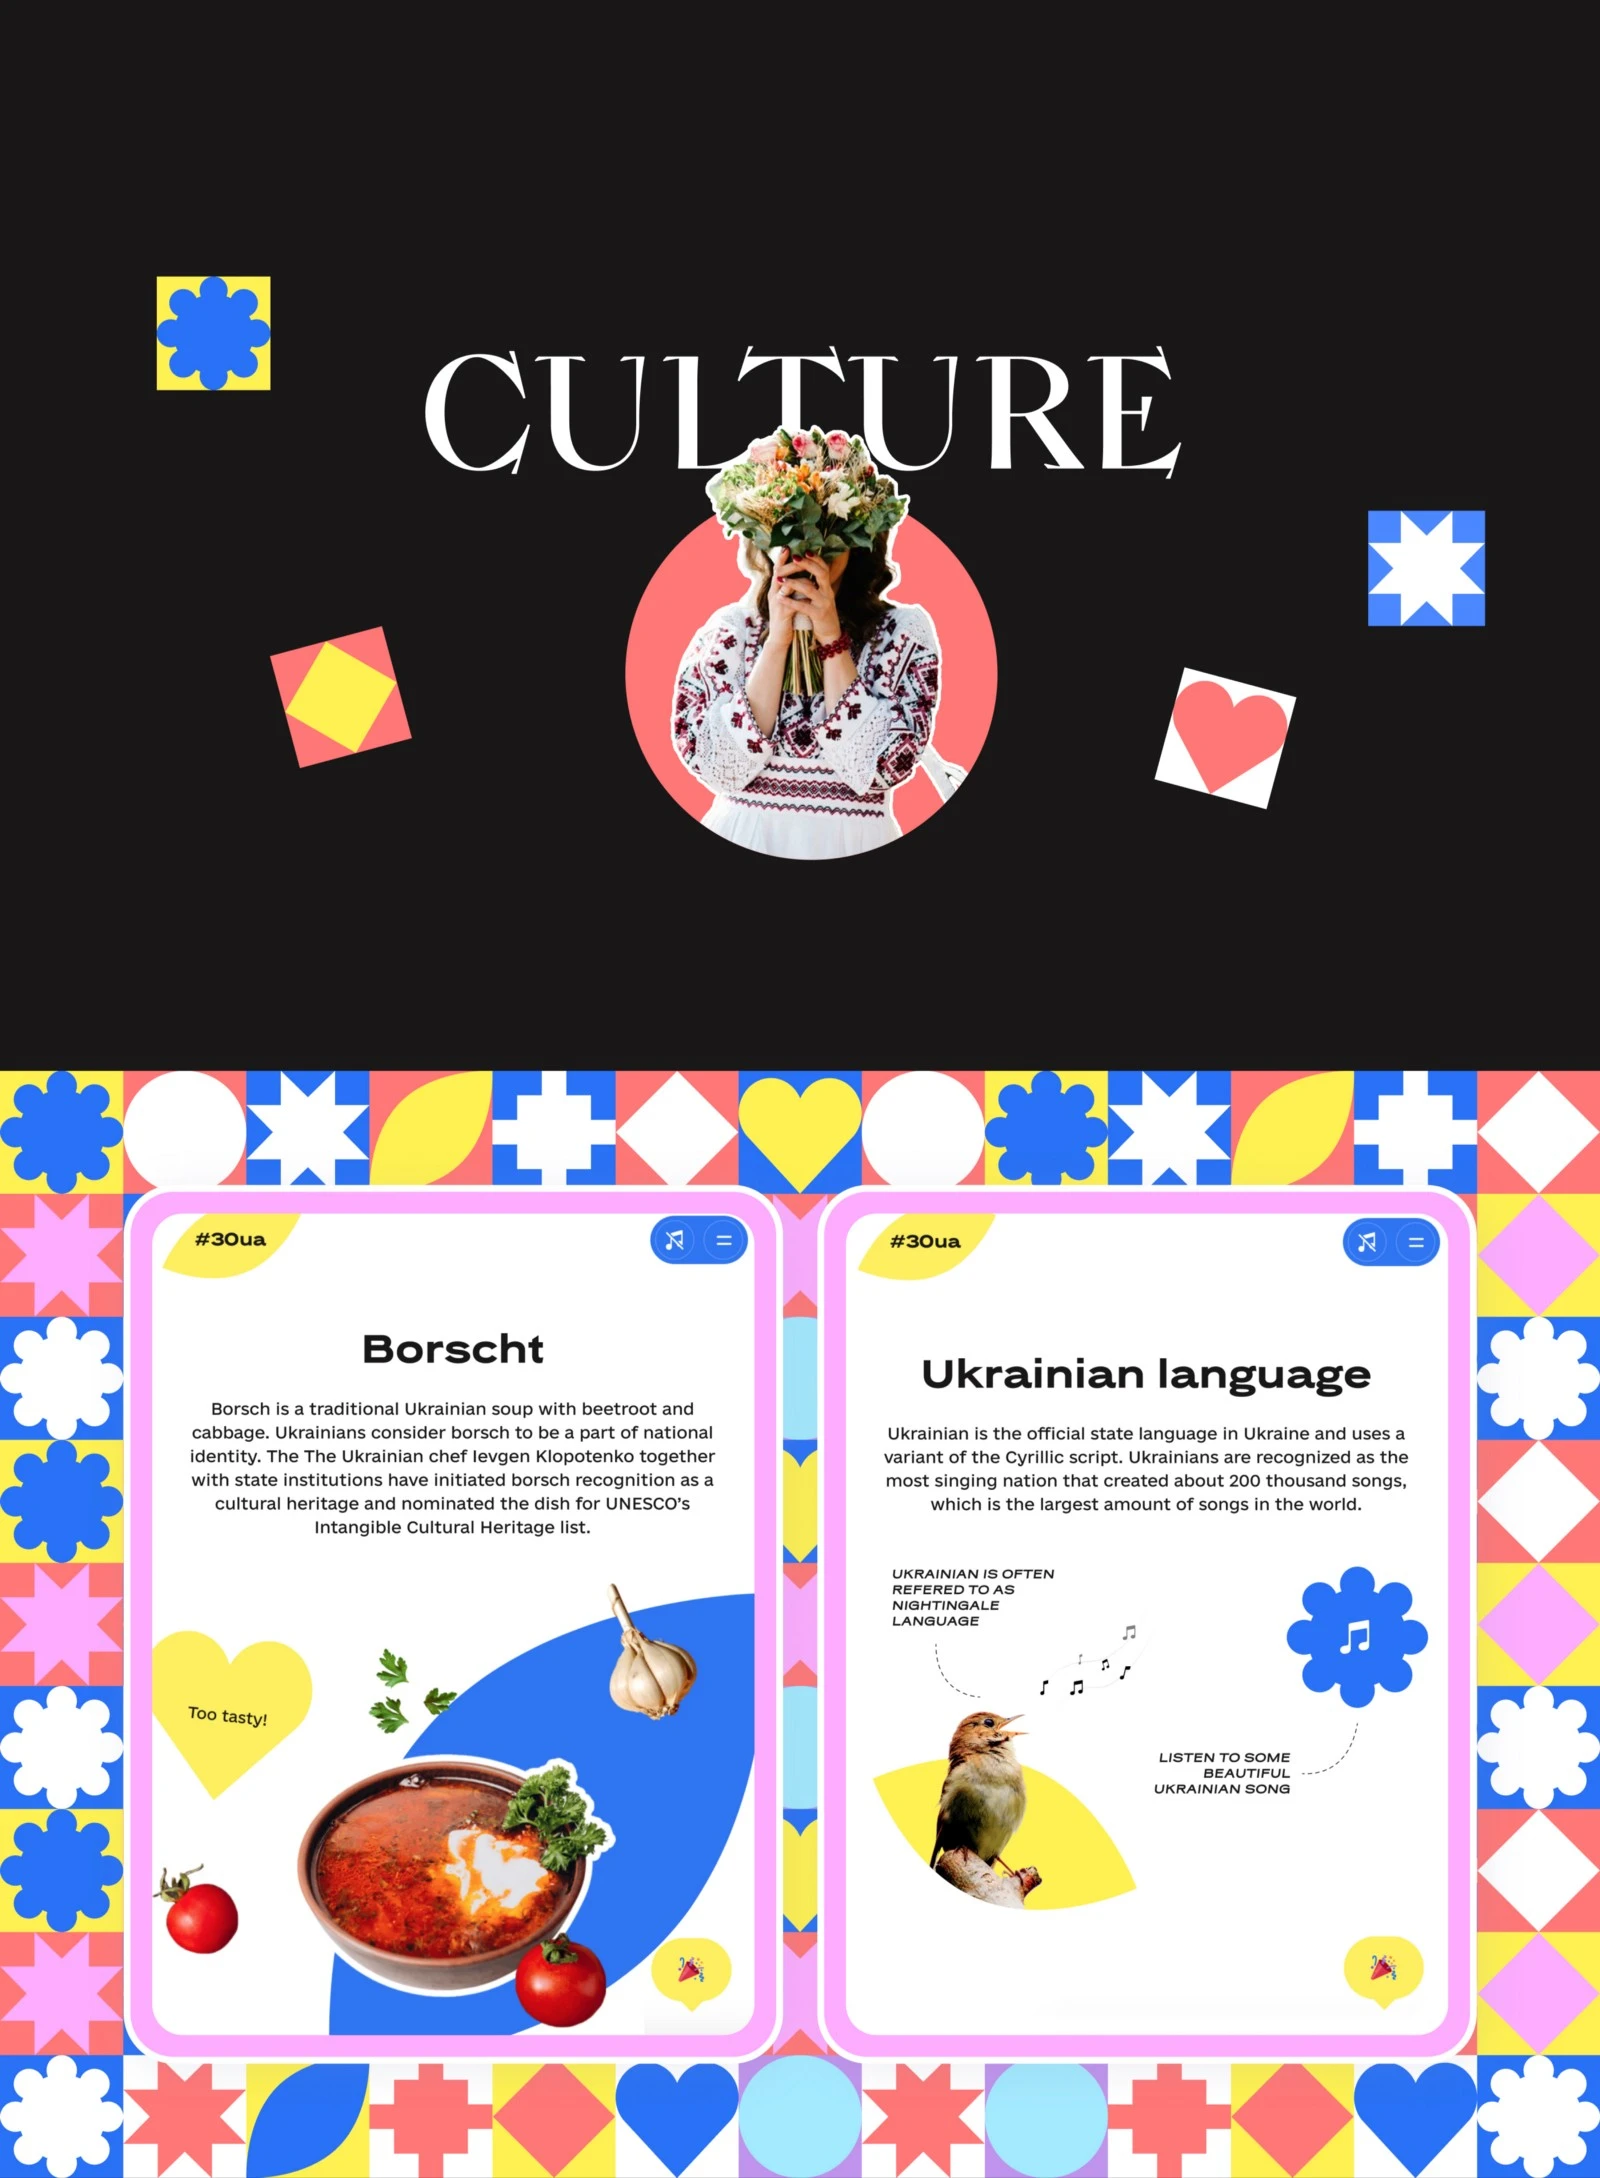 CULTURE
#30ua
Borscht
Borsch is a traditional Ukrainian soup with beetroot and
cabbage. Ukrainians consider borsch to be a part of national
identity. The The Ukrainian chef Ievgen Klopotenko together
with state institutions have initiated borsch recognition as a
cultural heritage and nominated the dish for UNESCO’s
Intangible Cultural Heritage list.
Too tasty!
#30ua
Ukrainian language
Ukrainian is the official state language in Ukraine and uses a
variant of the Cyrillic script. Ukrainians are recognized as the
most singing nation that created about 200 thousand songs,
which is the largest amount of songs in the world.
UKRAINIAN IS OFTEN
REFERED TO AS
NIGHTINGALE
LANGUAGE
LISTEN TO SOME
BEAUTIFUL
UKRAINIAN SONG